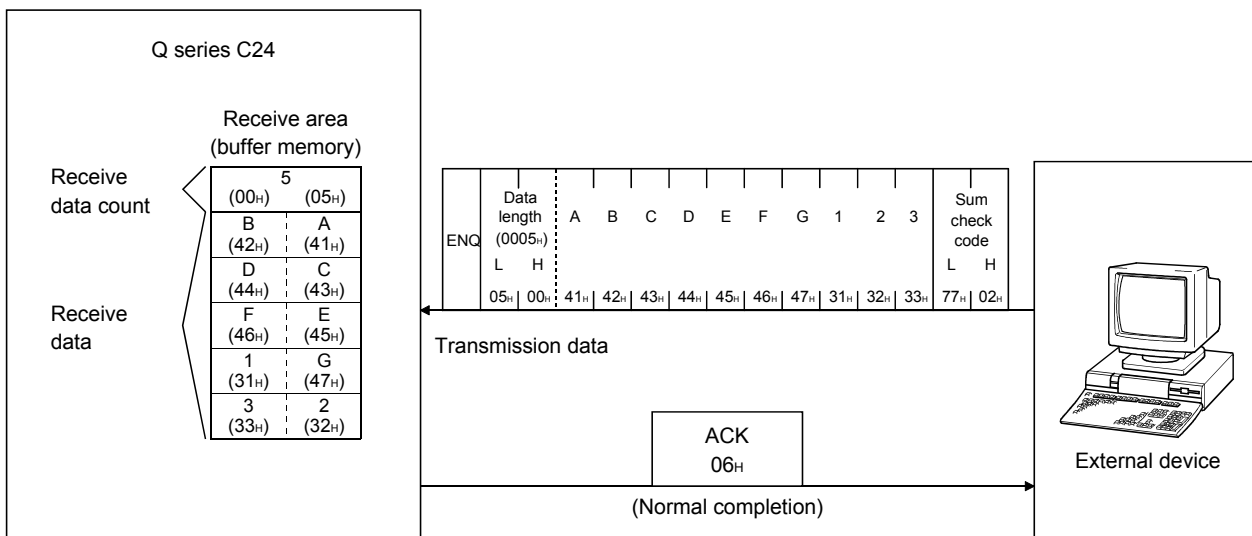 Q series C24
Receive area
(buffer memory)
Receive
data count
5
(00H) (05H)
Receive
data
B A
(42H) (41H)
D C
(44H) (43H)
F E
(46H) (45H)
1 G
(31H) (47H)
3 2
(33H) (32H)
ENQ
Data
length
(0005H)
L H
A B C D E F G 1 2 3
Sum
check
code
L H
05H 00H 41H 42H 43H 44H 45H 46H 47H 31H 32H 33H 77H 02H
Transmission data
ACK
06H
(Normal completion)
External device